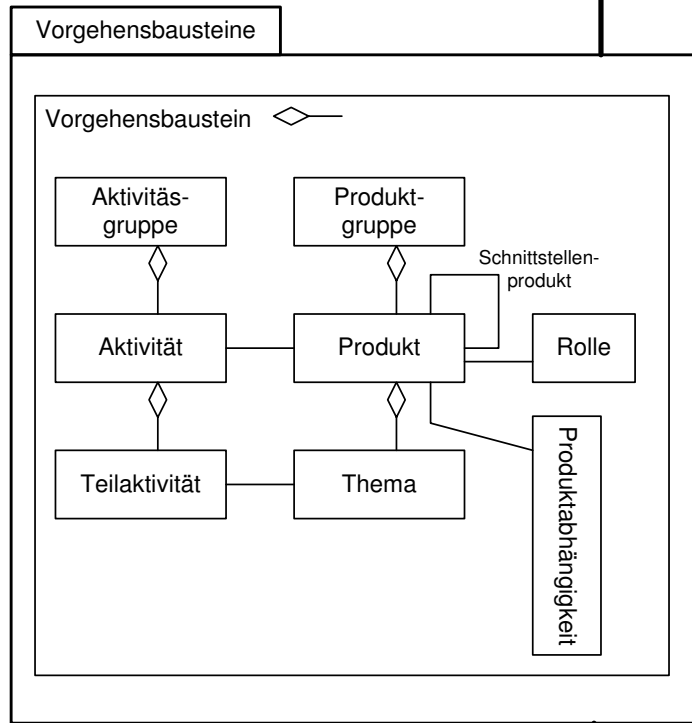 Vorgehensbausteine
Vorgehensbaustein
Aktivitäs-
gruppe
Produkt-
gruppe
Schnittstellen-
produkt
Aktivität
Produkt
Rolle
Teilaktivität
Thema
Produktabhängigkeit